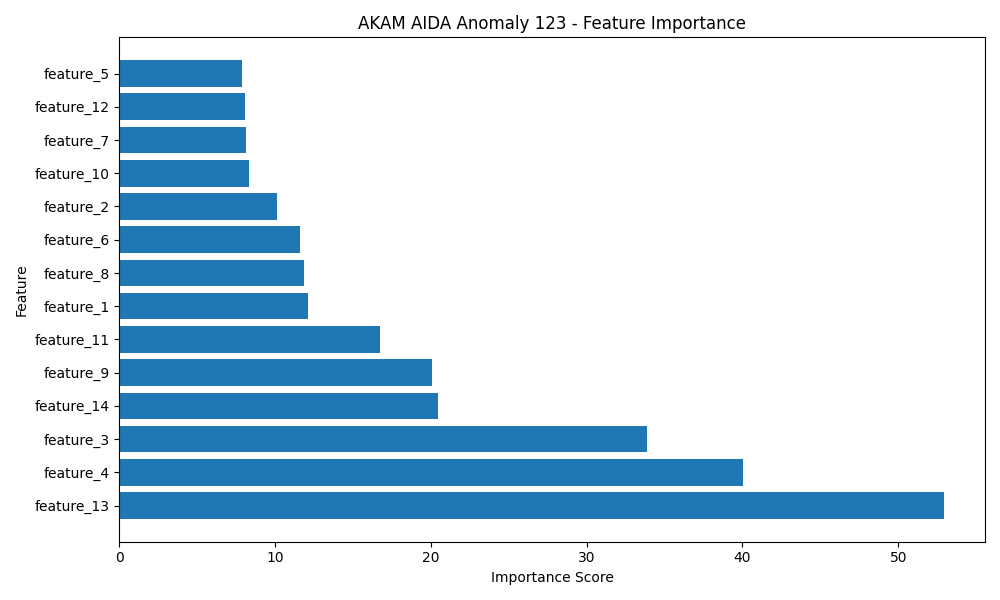 AKAM AIDA Anomaly 123 - Feature Importance
feature_5
feature_12
feature_7
feature_10
feature_2
feature_6
feature_8
feature_1
feature_11
feature_9
feature_14
feature_3
feature_4
feature_13
Feature
0 10 20 30 40 50
Importance Score